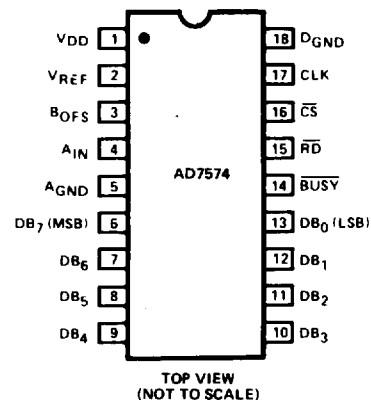 VDD 1 18 DGND
VREF 2 17 CLK
BOFS 3 16 CS
AIN 4 15 RD
AD7574
AGND 5 14 BUSY
DB7 (MSB) 6 13 DB0 (LSB)
DB6 7 12 DB1
DB5 8 11 DB2
DB4 9 10 DB3
TOP VIEW
(NOT TO SCALE)